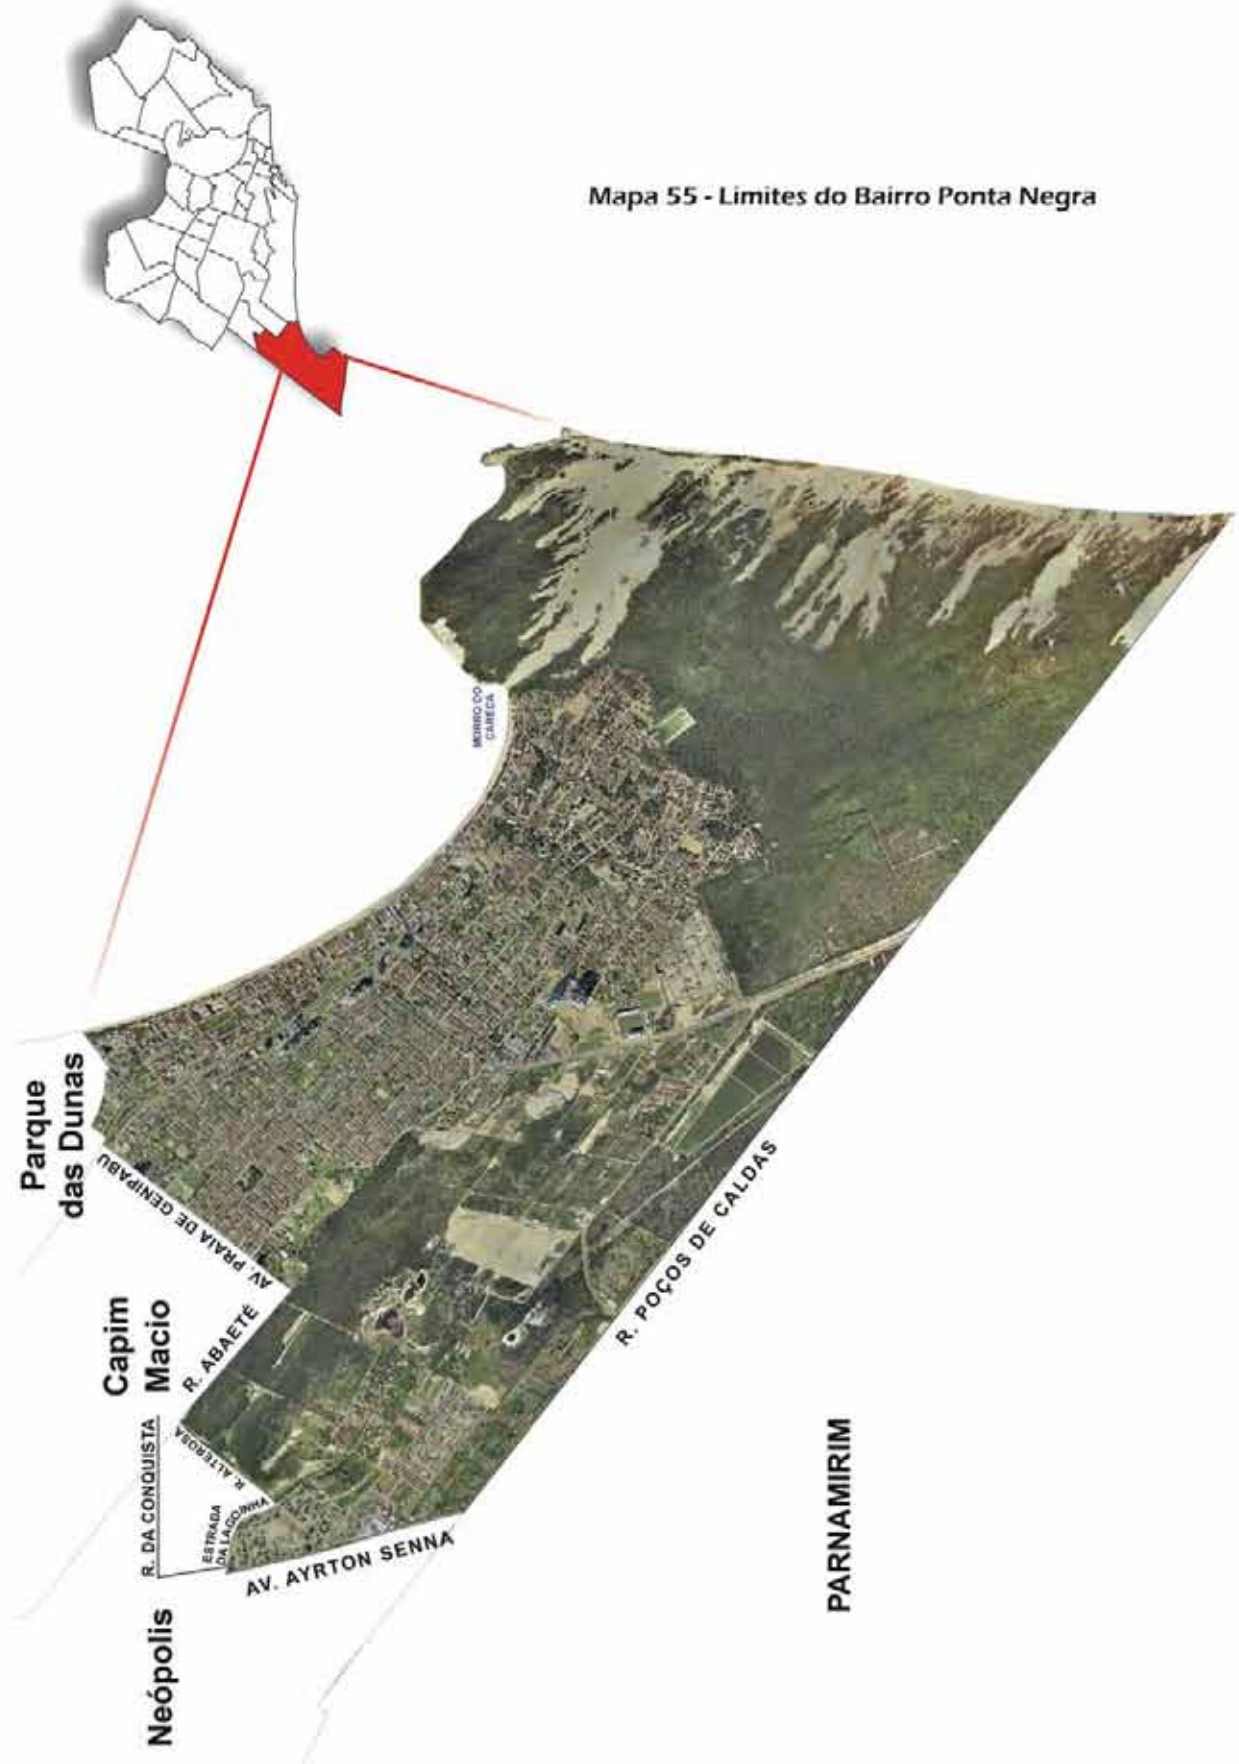 Mapa 55 - Limites do Bairro Ponta Negra
MORRO DO
CARECA
Parque
das Dunas
AV. PRAIA DE GENIPABU
Capim
Macio
R. ABAETÉ
R. DA CONQUISTA
R. ALTEROSA
ESTRADA
DA LAGOINHA
AV. AYRTON SENNA
Neópolis
R. POÇOS DE CALDAS
PARNAMIRIM